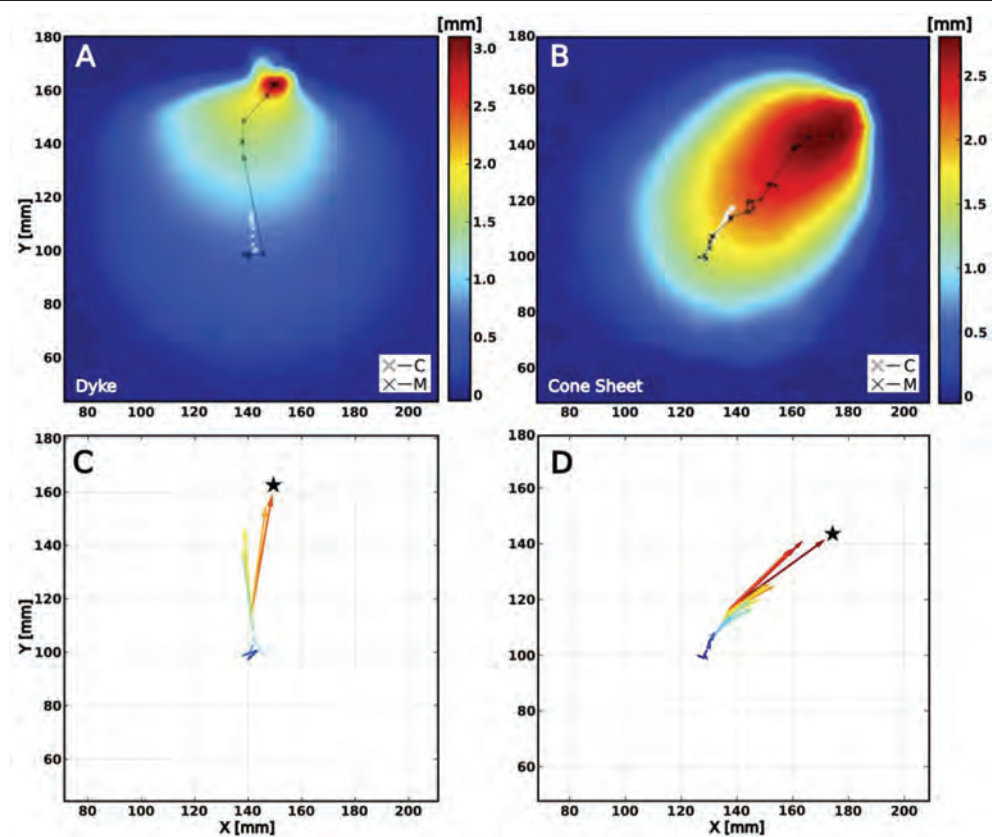 [mm] [mm]
180 A 3.0 180 B
160 2.5 160 2.5
140 2.0 140 2.0
120 1.5 120 1.5
Y [mm]
100 1.0 100 1.0
80 0.5 80 0.5
60 C 60 C
Dyke M 0 Cone Sheet M 0
80 100 120 140 160 180 200 80 100 120 140 160 180 200
180 C 180 D
160 160
140 140
120 120
Y [mm]
100 100
80 80
60 60
80 100 120 140 160 180 200 80 100 120 140 160 180 200
X [mm] X [mm]